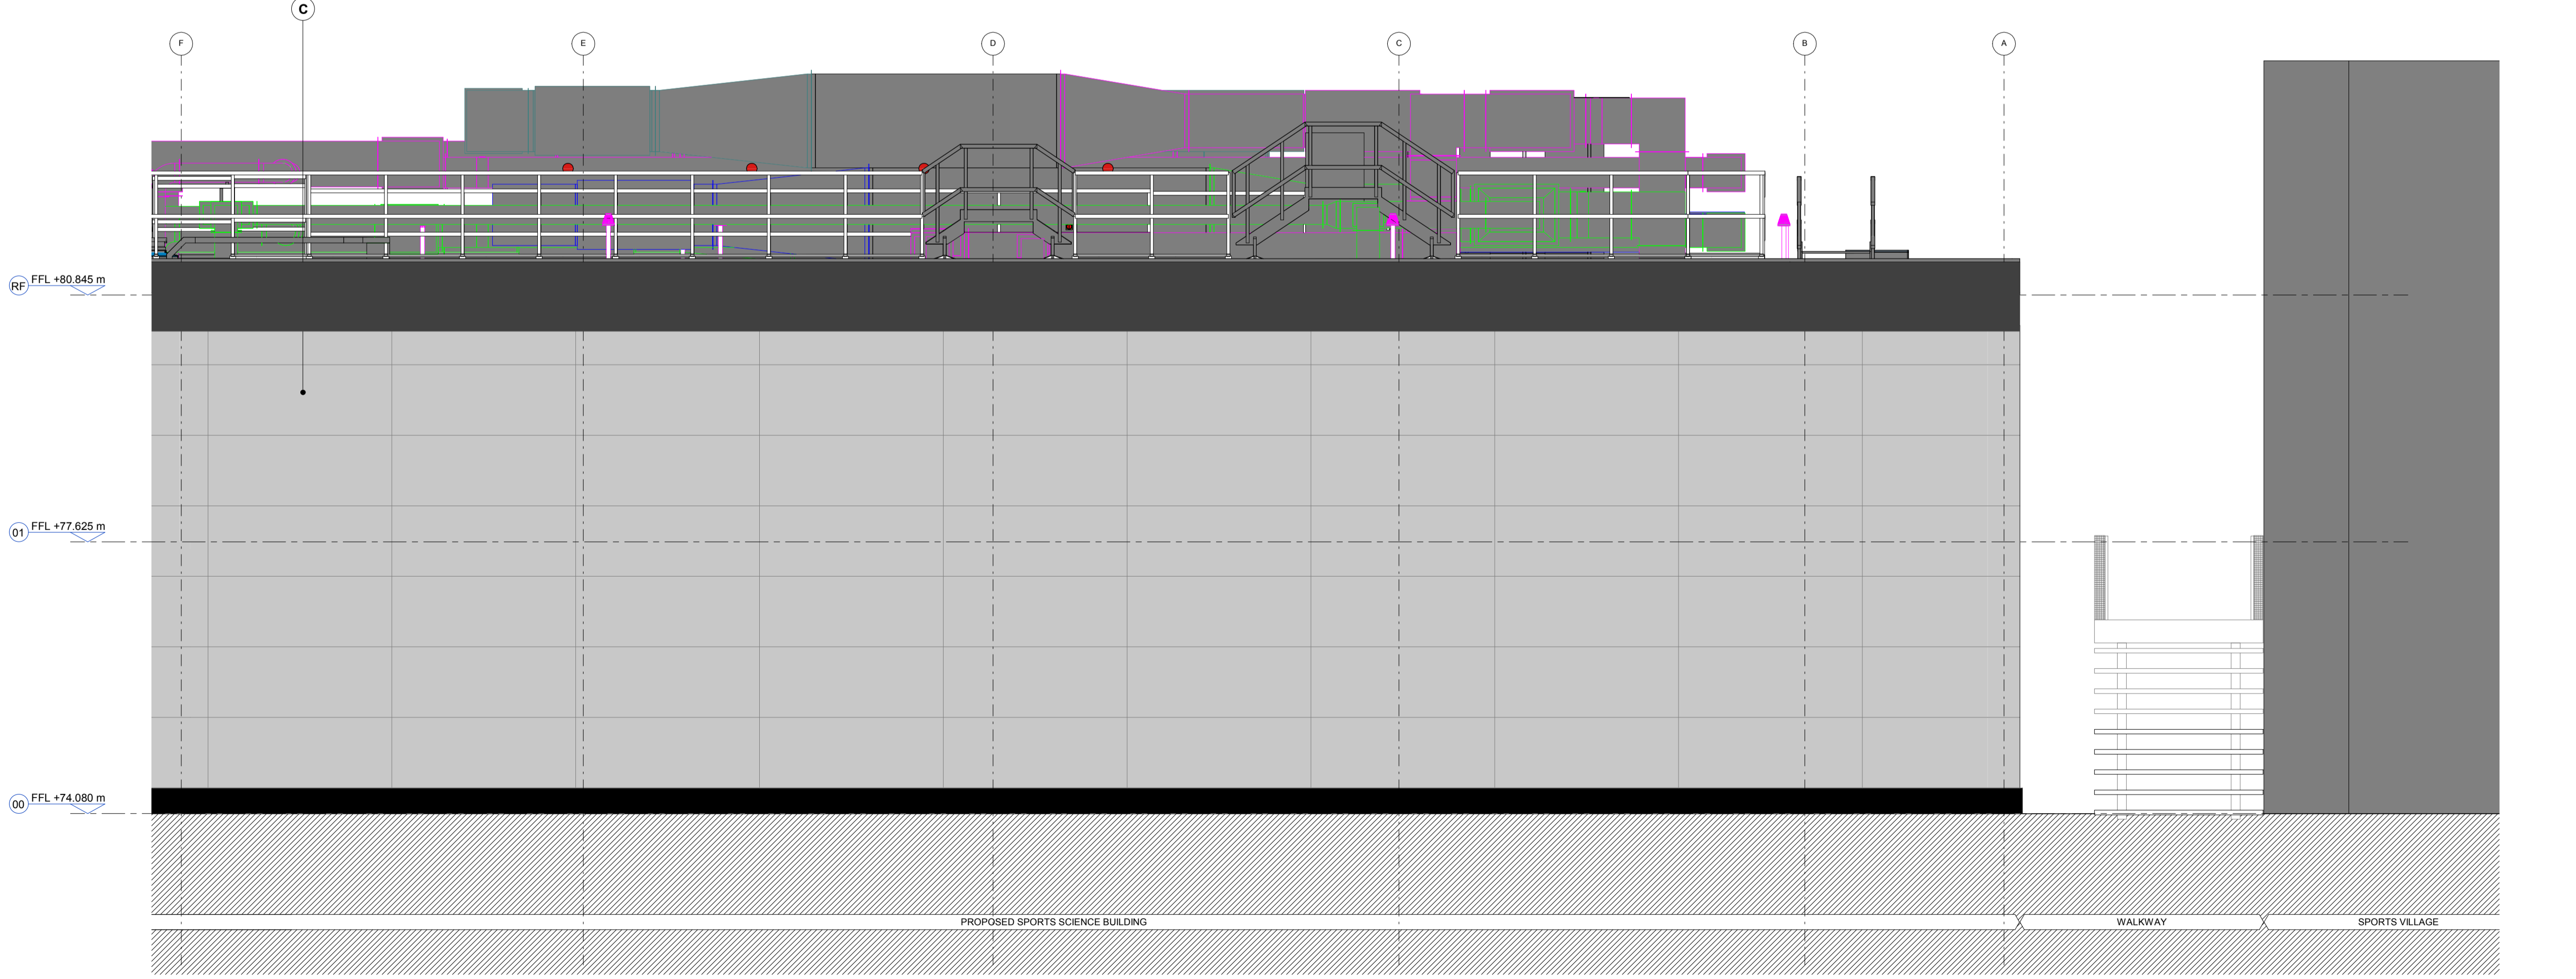 C
F
E
D
C
B
A
RF FFL +80.845 m
01 FFL +77.625 m
00 FFL +74.080 m
PROPOSED SPORTS SCIENCE BUILDING
WALKWAY
SPORTS VILLAGE